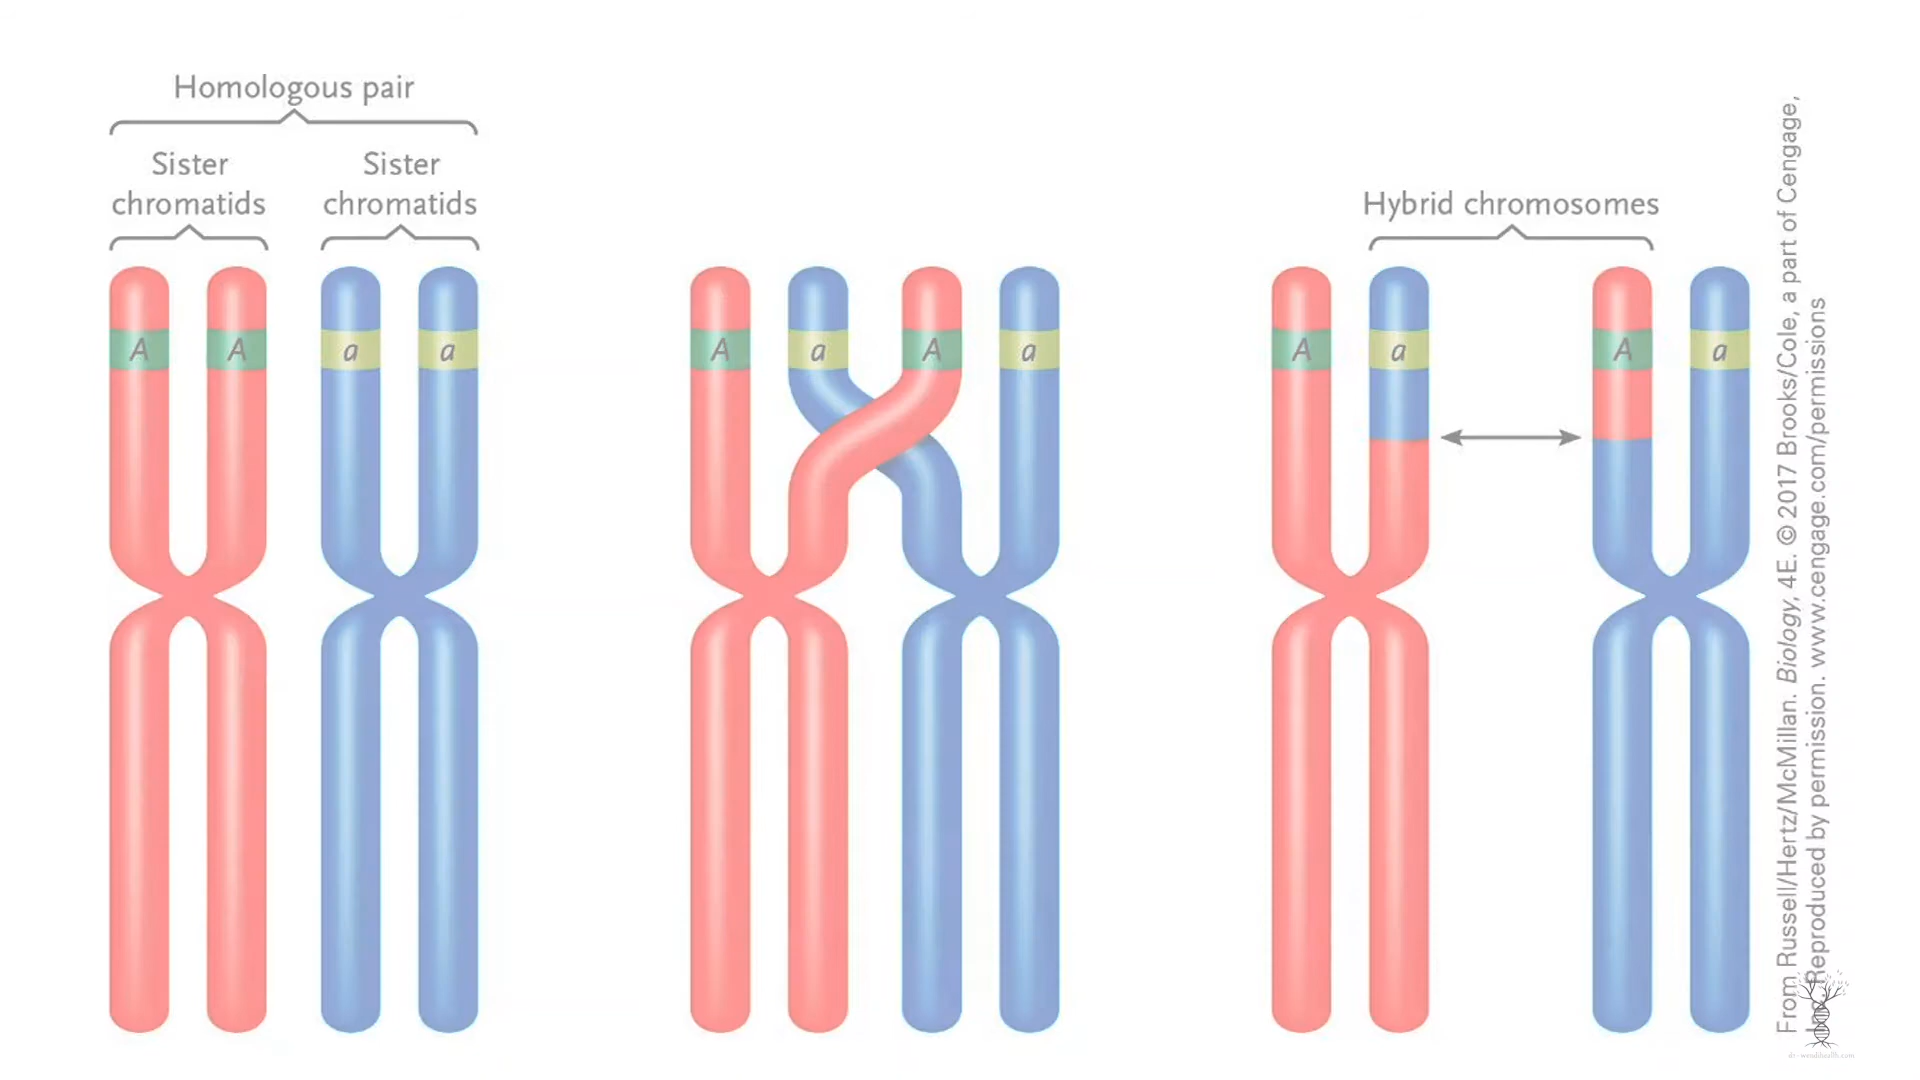 Homologous pair
Sister
chromatids
Sister
chromatids
Hybrid chromosomes
A
A
a
a
A
a
A
a
A
a
A
a
From Russell/Hertz/McMillan. Biology, 4E. © 2017 Brooks/Cole, a part of Cengage,
Inc. Reproduced by permission. www.cengage.com/permissions